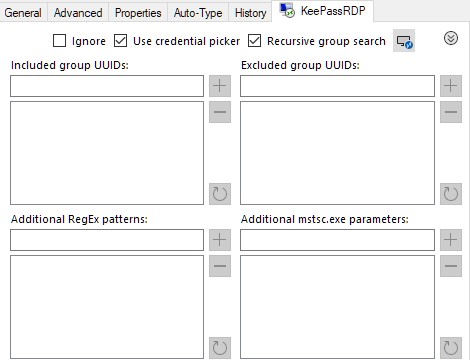 General Advanced Properties Auto-Type History KeePassRDP
Ignore Use credential picker Recursive group search
Included group UUIDs: Excluded group UUIDs:
Additional RegEx patterns: Additional mstsc.exe parameters: